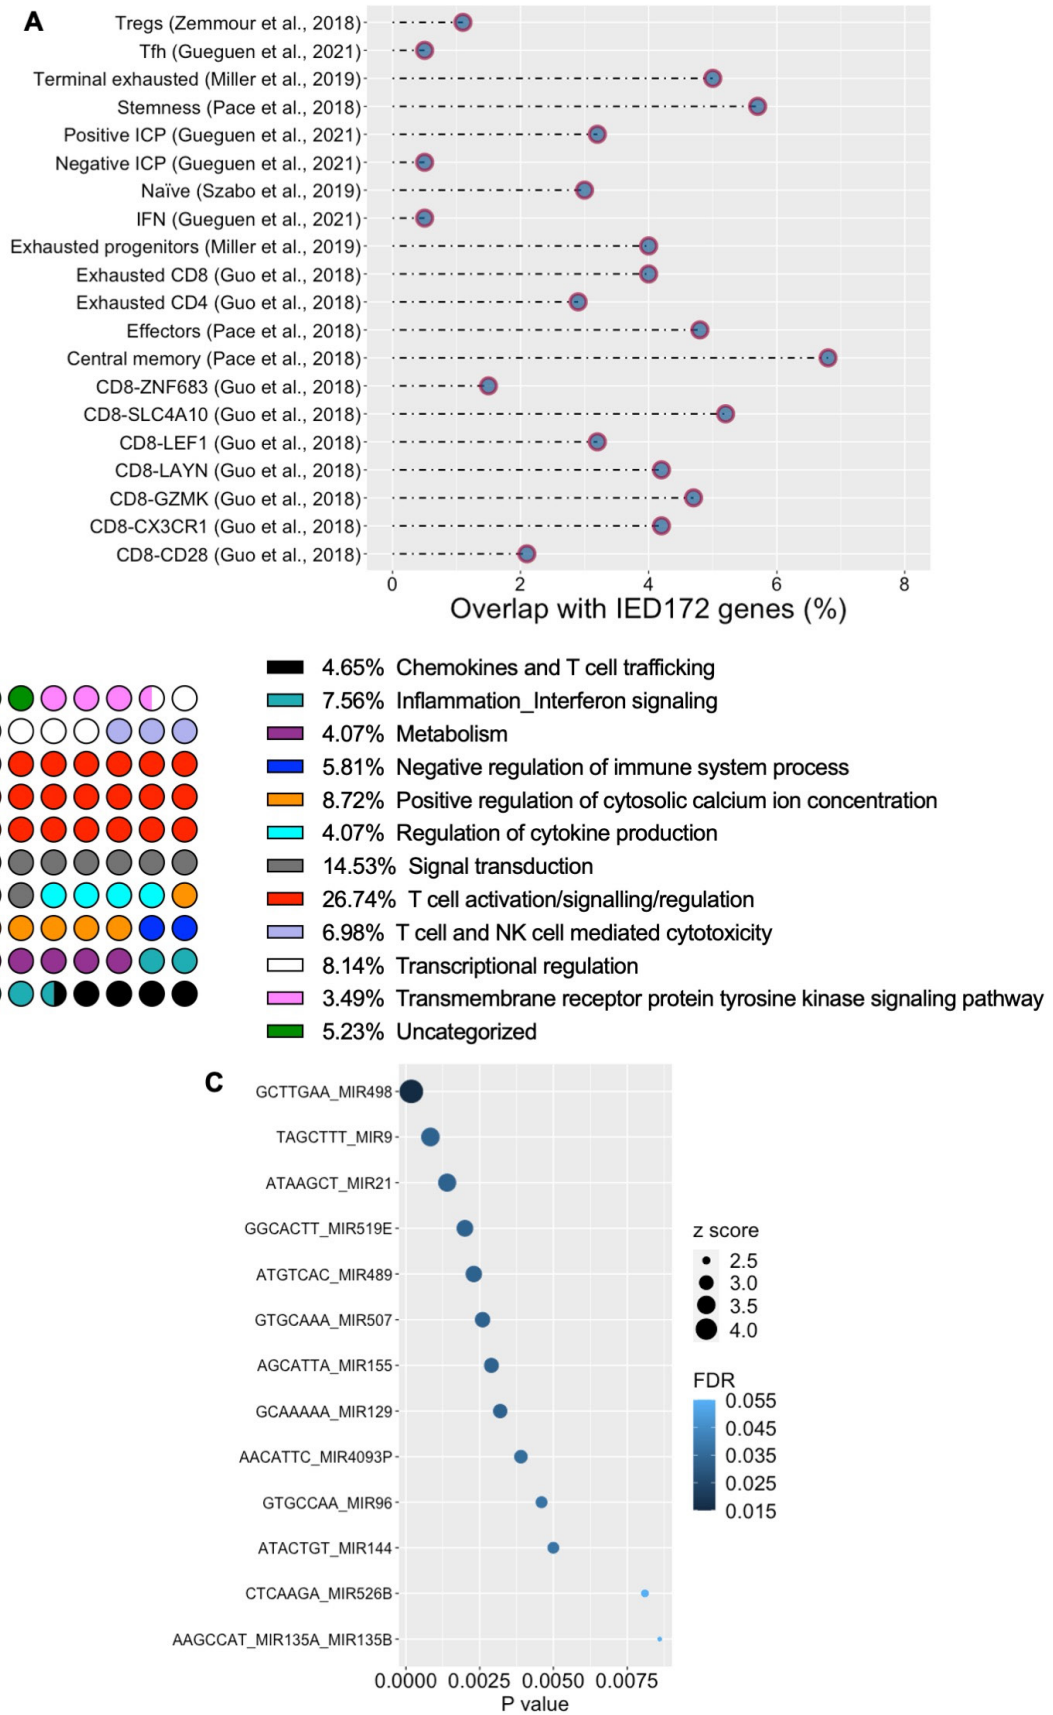 A
Tregs (Zemmour et al., 2018)
Tfh (Gueguen et al., 2021)
Terminal exhausted (Miller et al., 2019)
Stemness (Pace et al., 2018)
Positive ICP (Gueguen et al., 2021)
Negative ICP (Gueguen et al., 2021)
Naïve (Szabo et al., 2019)
IFN (Gueguen et al., 2021)
Exhausted progenitors (Miller et al., 2019)
Exhausted CD8 (Guo et al., 2018)
Exhausted CD4 (Guo et al., 2018)
Effectors (Pace et al., 2018)
Central memory (Pace et al., 2018)
CD8-ZNF683 (Guo et al., 2018)
CD8-SLC4A10 (Guo et al., 2018)
CD8-LEF1 (Guo et al., 2018)
CD8-LAYN (Guo et al., 2018)
CD8-GZMK (Guo et al., 2018)
CD8-CX3CR1 (Guo et al., 2018)
CD8-CD28 (Guo et al., 2018)
0 2 4 6 8
Overlap with IED172 genes (%)
4.65% Chemokines and T cell trafficking
7.56% Inflammation_Interferon signaling
4.07% Metabolism
5.81% Negative regulation of immune system process
8.72% Positive regulation of cytosolic calcium ion concentration
4.07% Regulation of cytokine production
14.53% Signal transduction
26.74% T cell activation/signalling/regulation
6.98% T cell and NK cell mediated cytotoxicity
8.14% Transcriptional regulation
3.49% Transmembrane receptor protein tyrosine kinase signaling pathway
5.23% Uncategorized
C
GCTTGAA_MIR498
TAGCTTT_MIR9
ATAAGCT_MIR21
GGCACTT_MIR519E
ATGTCAC_MIR489
GTGCAAA_MIR507
AGCATTA_MIR155
GCAAAAA_MIR129
AACATTC_MIR4093P
GTGCCAA_MIR96
ATACTGT_MIR144
CTCAAGA_MIR526B
AAGCCAT_MIR135A_MIR135B
0.0000 0.0025 0.0050 0.0075
P value
z score
2.5
3.0
3.5
4.0
FDR
0.055
0.045
0.035
0.025
0.015